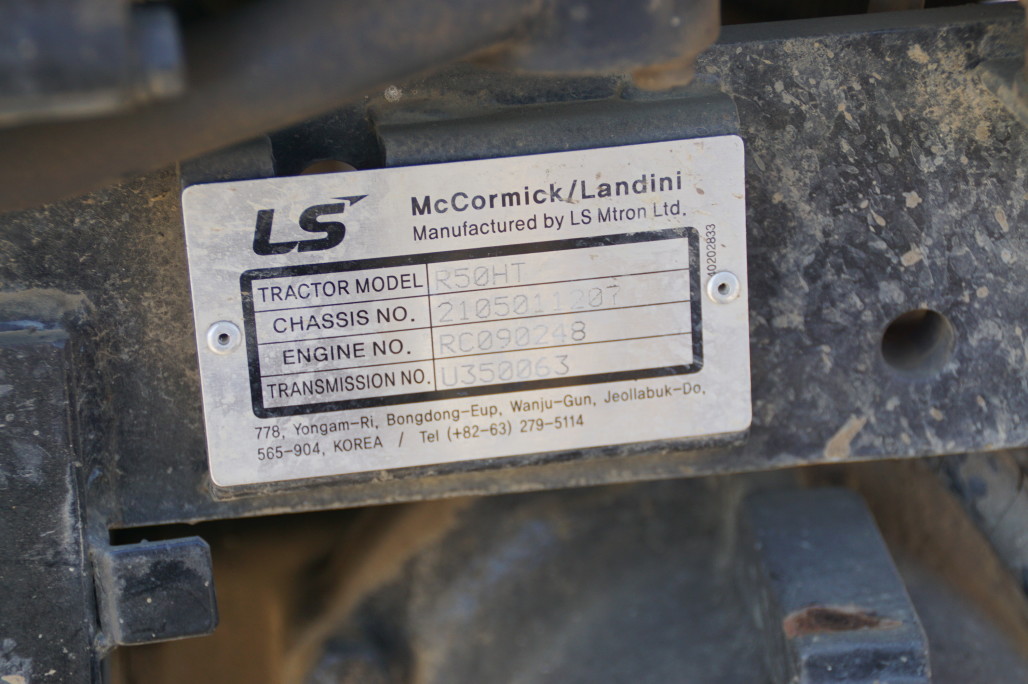 LS
McCormick/Landini
Manufactured by LS Mtron Ltd.
40202833
TRACTOR MODEL R50HT
CHASSIS NO. 2105011207
ENGINE NO. RC090248
TRANSMISSION NO. U350063
778, Yongam-Ri, Bongdong-Eup, Wanju-Gun, Jeollabuk-Do,
565-904, KOREA / Tel (+82-63) 279-5114